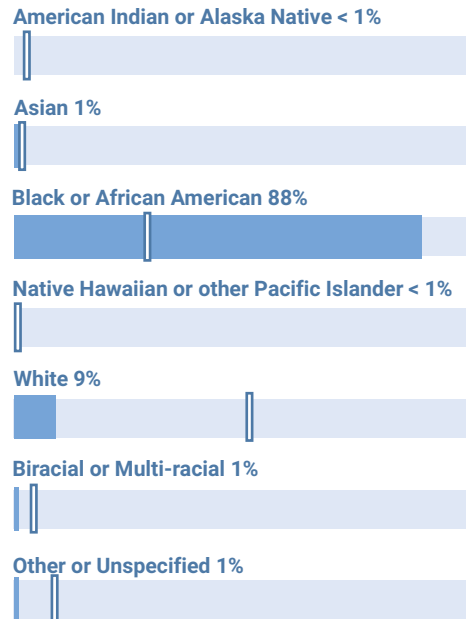 American Indian or Alaska Native < 1%
Asian 1%
Black or African American 88%
Native Hawaiian or other Pacific Islander < 1%
White 9%
Biracial or Multi-racial 1%
Other or Unspecified 1%